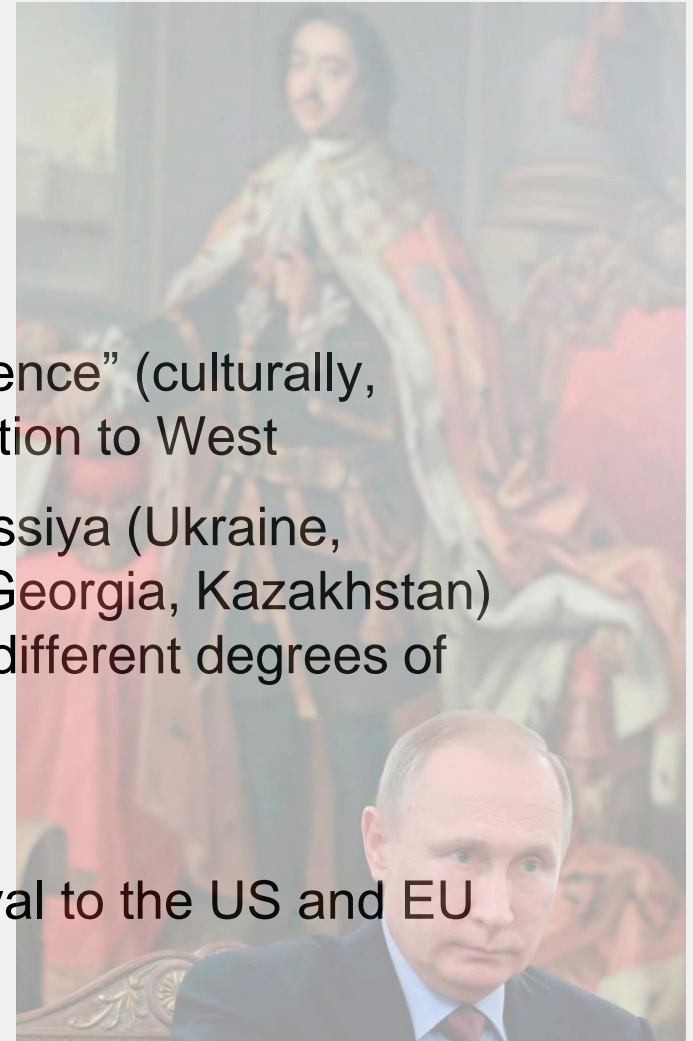 ence” (culturally,
tion to West
ssiya (Ukraine,
Georgia, Kazakhstan)
different degrees of
val to the US and EU